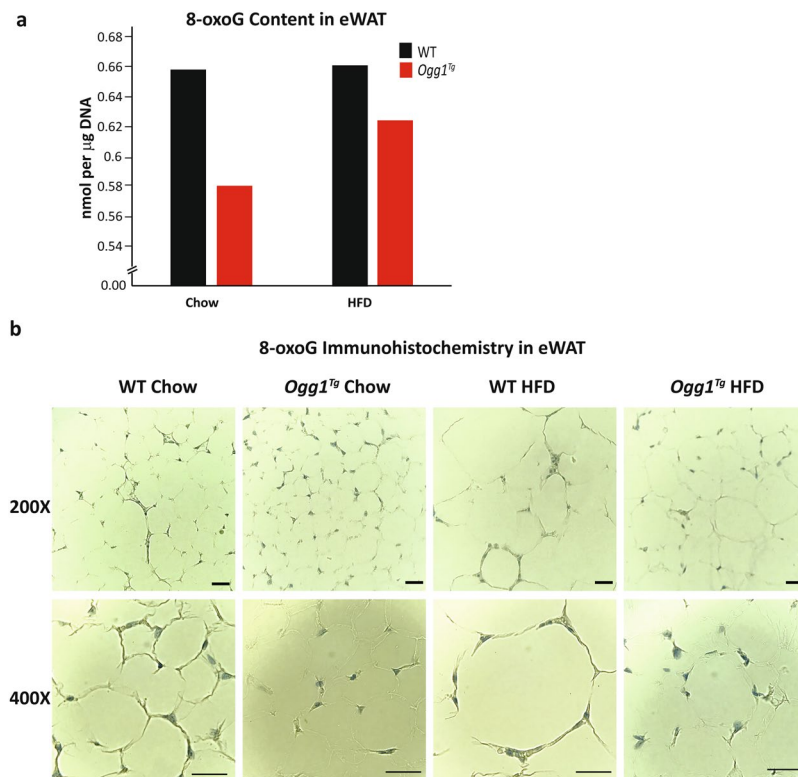 a
8-oxoG Content in eWAT
nmol per μg DNA
0.68
0.66
0.64
0.62
0.6
0.58
0.56
0.54
0.00
WT
Ogg1Tg
Chow
HFD
b
8-oxoG Immunohistochemistry in eWAT
WT Chow
Ogg1Tg Chow
WT HFD
Ogg1Tg HFD
200X
400X